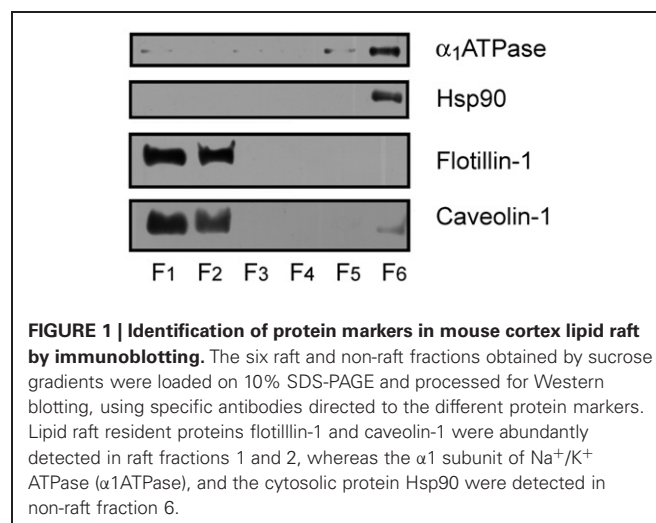 α₁ATPase
Hsp90
Flotillin-1
Caveolin-1
F1 F2 F3 F4 F5 F6
FIGURE 1 | Identification of protein markers in mouse cortex lipid raft
by immunoblotting. The six raft and non-raft fractions obtained by sucrose
gradients were loaded on 10% SDS-PAGE and processed for Western
blotting, using specific antibodies directed to the different protein markers.
Lipid raft resident proteins flotilllin-1 and caveolin-1 were abundantly
detected in raft fractions 1 and 2, whereas the α1 subunit of Na⁺/K⁺
ATPase (α1ATPase), and the cytosolic protein Hsp90 were detected in
non-raft fraction 6.